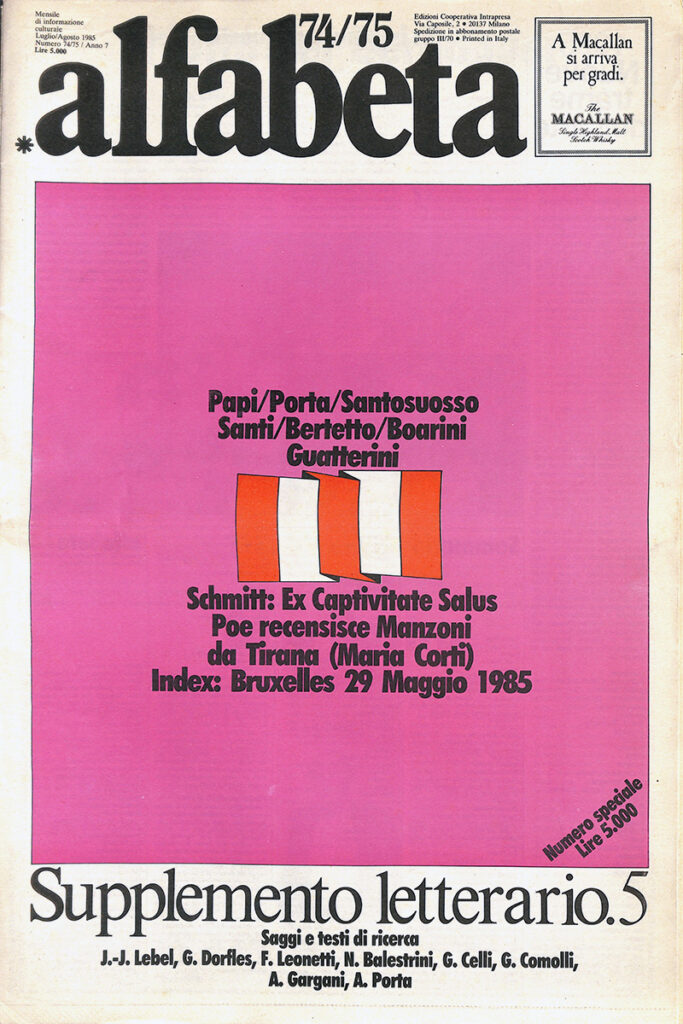 Mensile
di informazione
culturale
Luglio/Agosto 1985
Numero 74/75 / Anno 7
Lire 5.000
74/75
Edizioni Cooperativa Intrapresa
Via Caposile, 2 • 20137 Milano
Spedizione in abbonamento postale
gruppo III/70 • Printed in Italy
*alfabeta
A Macallan
si arriva
per gradi.
The
MACALLAN
Single Highland Malt
Scotch Whisky
Papi/Porta/Santosuosso
Santi/Bertetto/Boarini
Guatterini
Schmitt: Ex Captivitate Salus
Poe recensisce Manzoni
da Tirana (Maria Corti)
Index: Bruxelles 29 Maggio 1985
Numero speciale
Lire 5.000
Supplemento letterario.5
Saggi e testi di ricerca
J.-J. Lebel, G. Dorfles, F. Leonetti, N. Balestrini, G. Celli, G. Comolli,
A. Gargani, A. Porta